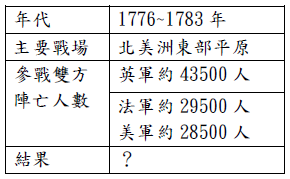 年代 1776~1783 年
主要戰場 北美洲東部平原
參戰雙方 英軍約 43500 人
陣亡人數 法軍約 29500 人
美軍約 28500 人
結果 ？